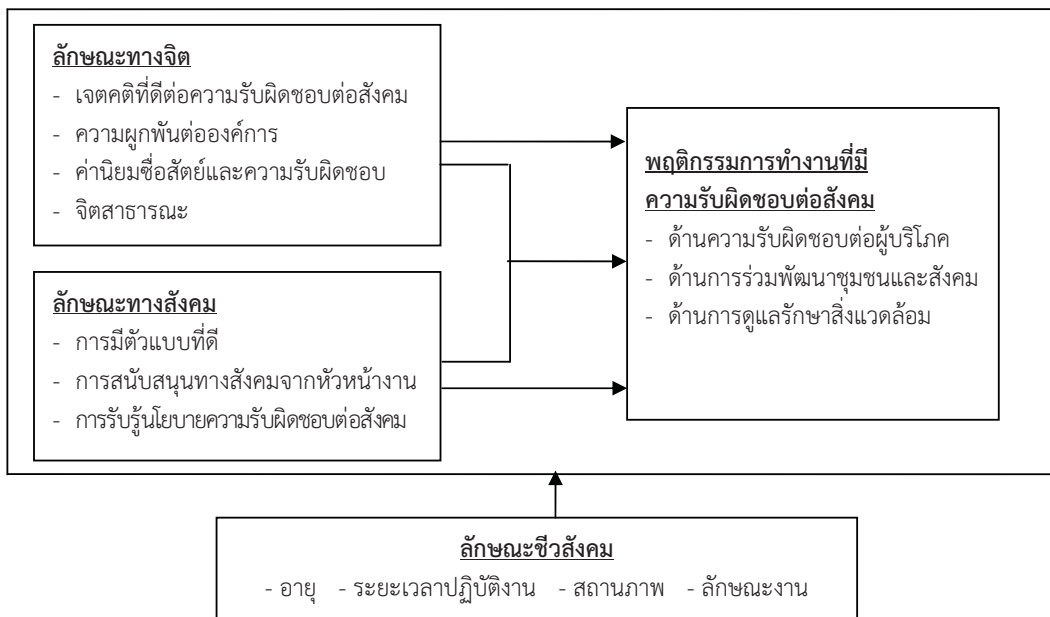 ลักษณะทางจิต
- เจตคติที่ดีต่อความรับผิดชอบต่อสังคม
- ความผูกพันต่อองค์การ
- ค่านิยมซื่อสัตย์และความรับผิดชอบ
- จิตสาธารณะ
ลักษณะทางสังคม
- การมีตัวแบบที่ดี
- การสนับสนุนทางสังคมจากหัวหน้างาน
- การรับรู้นโยบายความรับผิดชอบต่อสังคม
พฤติกรรมการทำงานที่มี
ความรับผิดชอบต่อสังคม
- ด้านความรับผิดชอบต่อผู้บริโภค
- ด้านการร่วมพัฒนาชุมชนและสังคม
- ด้านการดูแลรักษาสิ่งแวดล้อม
ลักษณะชีวสังคม
- อายุ - ระยะเวลาปฏิบัติงาน - สถานภาพ - ลักษณะงาน